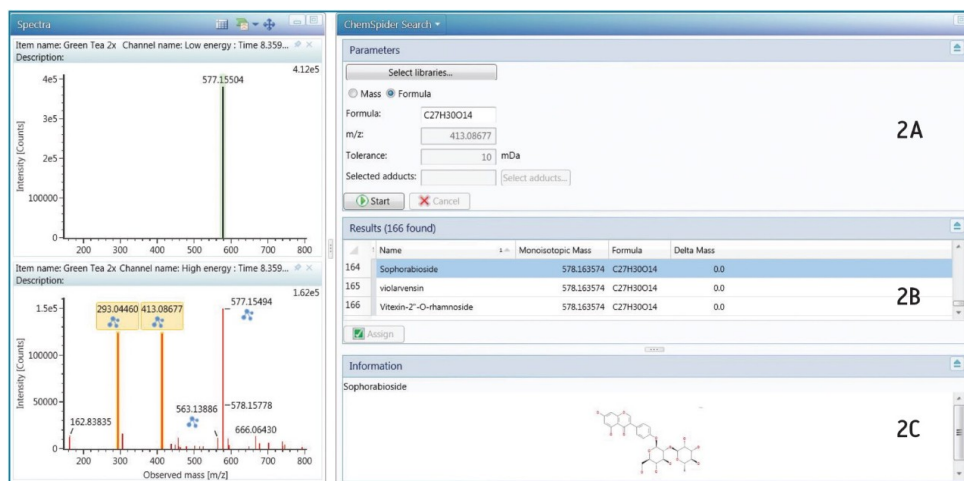 Spectra
Item name: Green Tea 2x Channel name: Low energy : Time 8.359...
Description:
4.12e5
577.15504
4e5
3e5
2e5
100000
0
Intensity [Counts]
200 300 400 500 600 700 800
Item name: Green Tea 2x Channel name: High energy : Time 8.359...
Description:
1.62e5
577.15494
293.04460 413.08677
1.5e5
100000
50000
0
Intensity [Counts]
578.15778
563.13886
162.83835
666.06430
200 300 400 500 600 700 800
Observed mass [m/z]
ChemSpider Search
Parameters
Select libraries...
Mass Formula
Formula: C27H30O14
m/z: 413.08677
Tolerance: 10 mDa
Selected adducts: Select adducts...
Start Cancel
2A
Results (166 found)
Name 1 Monoisotopic Mass Formula Delta Mass
164 Sophorabioside 578.163574 C27H30O14 0.0
165 violarvensin 578.163574 C27H30O14 0.0
166 Vitexin-2"-O-rhamnoside 578.163574 C27H30O14 0.0
2B
Assign
Information
Sophorabioside
2C